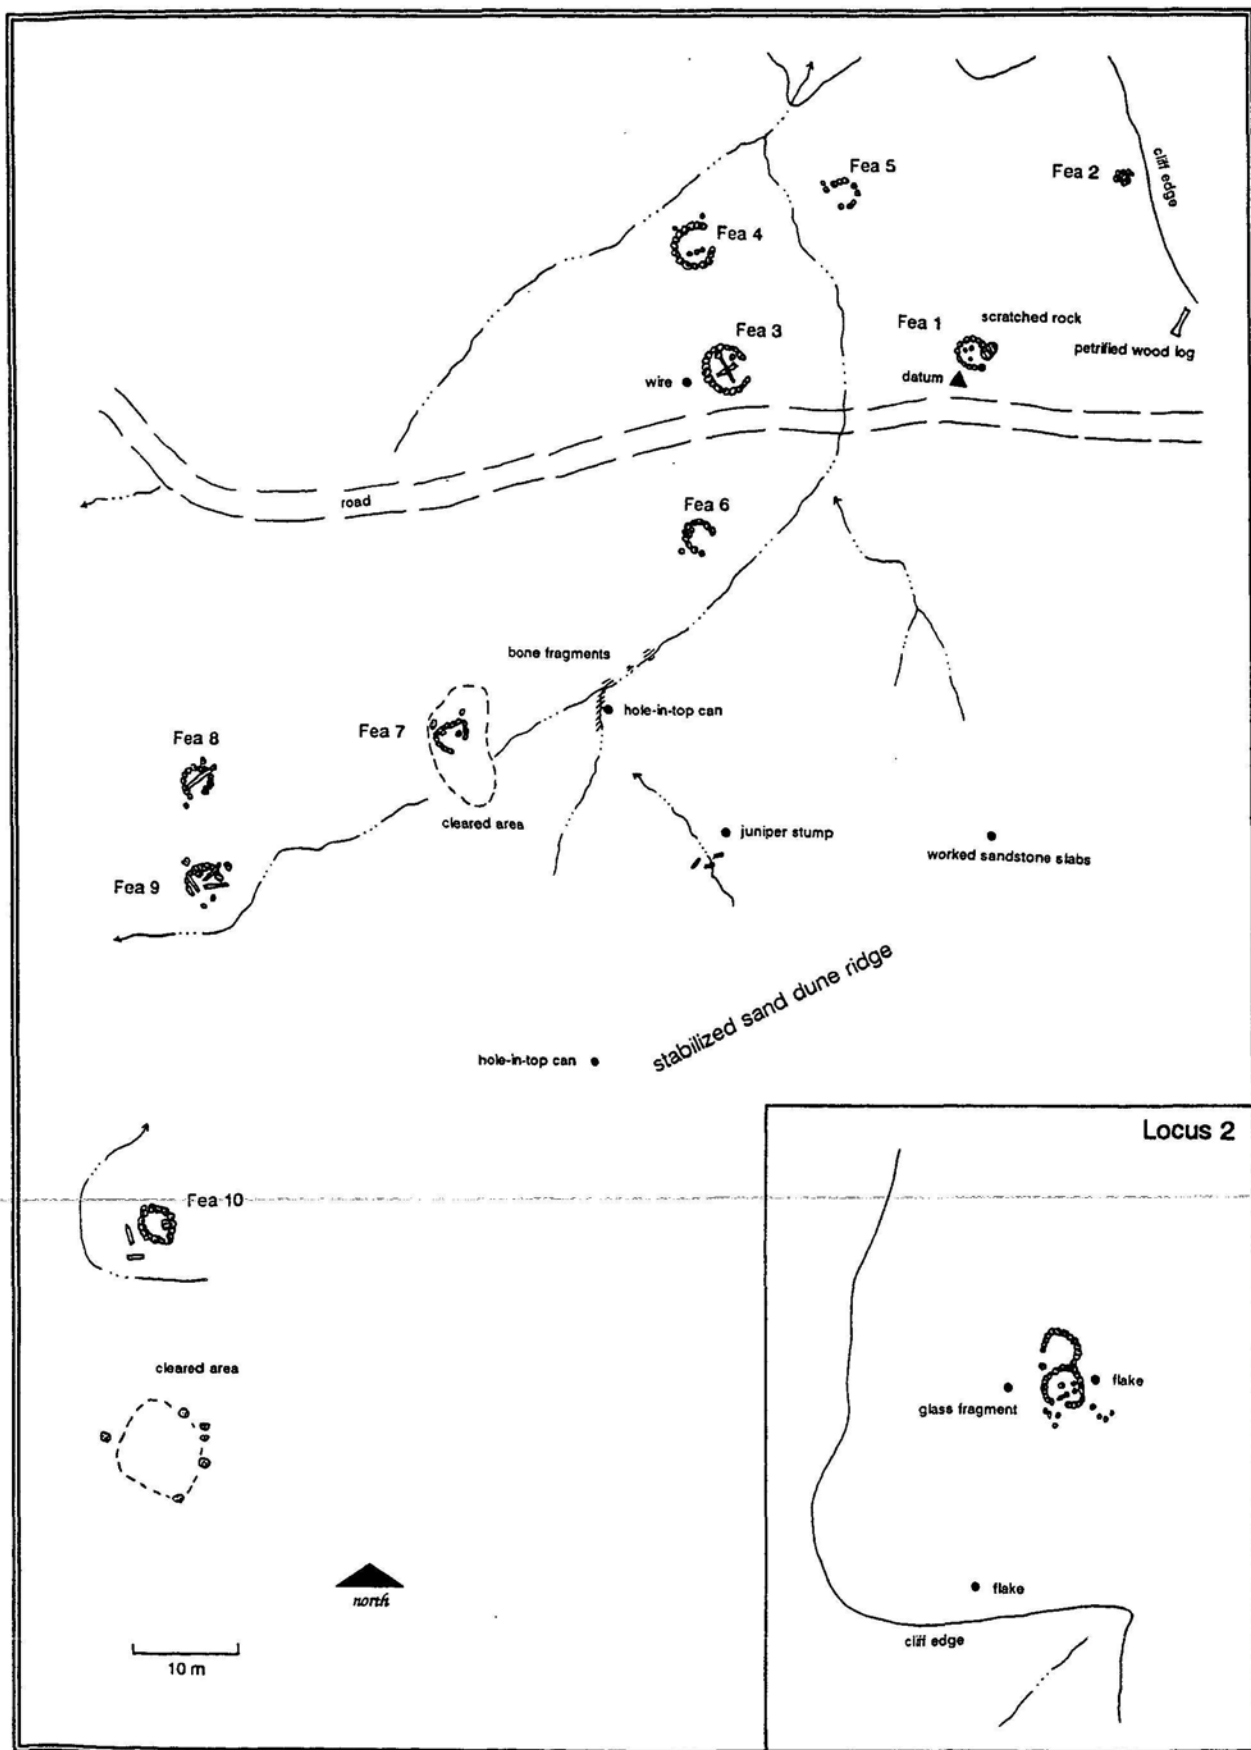 Fea 5
Fea 2
cliff edge
Fea 4
Fea 1
scratched rock
Fea 3
petrified wood log
wire
datum
road
Fea 6
bone fragments
hole-in-top can
Fea 7
Fea 8
cleared area
juniper stump
worked sandstone slabs
Fea 9
stabilized sand dune ridge
hole-in-top can
Locus 2
Fea 10
cleared area
flake
glass fragment
north
flake
cliff edge
10 m